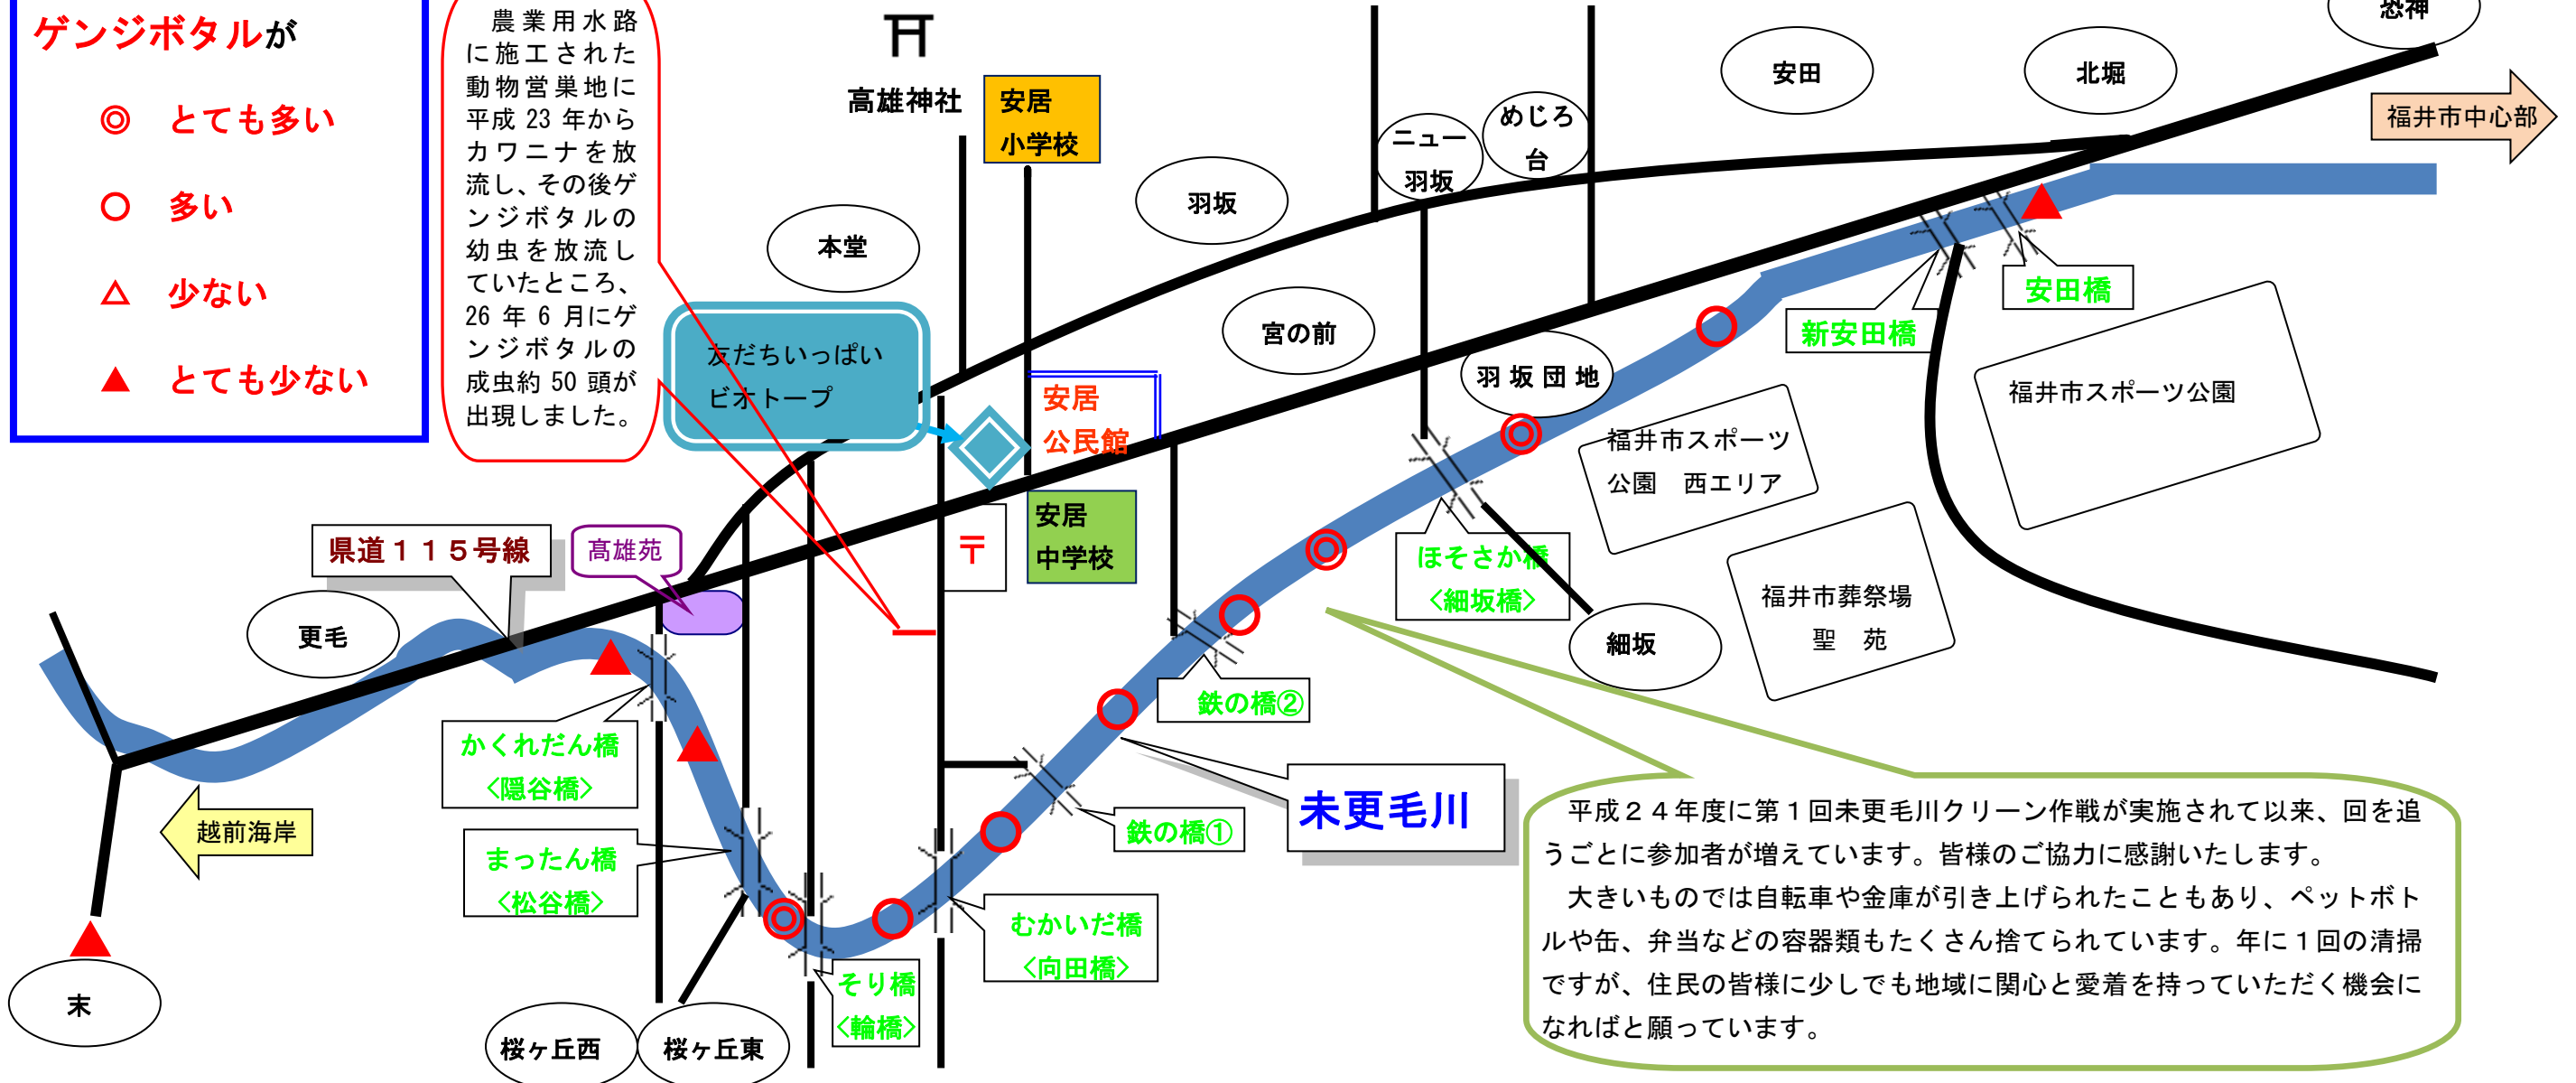 ゲンジボタルが
◎ とても多い
○ 多い
△ 少ない
▲ とても少ない
農業用水路
に施工された
動物営巣地に
平成 23 年から
カワニナを放
流し、その後ゲ
ンジボタルの
幼虫を放流し
ていたところ、
26 年 6 月にゲ
ンジボタルの
成虫約 50 頭が
出現しました。
高雄神社
安居
小学校
本堂
羽坂
ニュー
羽坂
めじろ
台
安田
北堀
恐神
福井市中心部
友だちいっぱい
ビオトープ
宮の前
安居
公民館
羽坂団地
安田橋
新安田橋
福井市スポーツ公園
福井市スポーツ
公園 西エリア
県道115号線
髙雄苑
〒
安居
中学校
ほそさか橋
<細坂橋>
福井市葬祭場
聖 苑
更毛
細坂
鉄の橋②
かくれだん橋
<隠谷橋>
越前海岸
鉄の橋①
未更毛川
まったん橋
<松谷橋>
むかいだ橋
<向田橋>
そり橋
<輪橋>
末
桜ヶ丘西
桜ヶ丘東
平成24年度に第1回未更毛川クリーン作戦が実施されて以来、回を追
うごとに参加者が増えています。皆様のご協力に感謝いたします。
大きいものでは自転車や金庫が引き上げられたこともあり、ペットボト
ルや缶、弁当などの容器類もたくさん捨てられています。年に1回の清掃
ですが、住民の皆様に少しでも地域に関心と愛着を持っていただく機会に
なればと願っています。